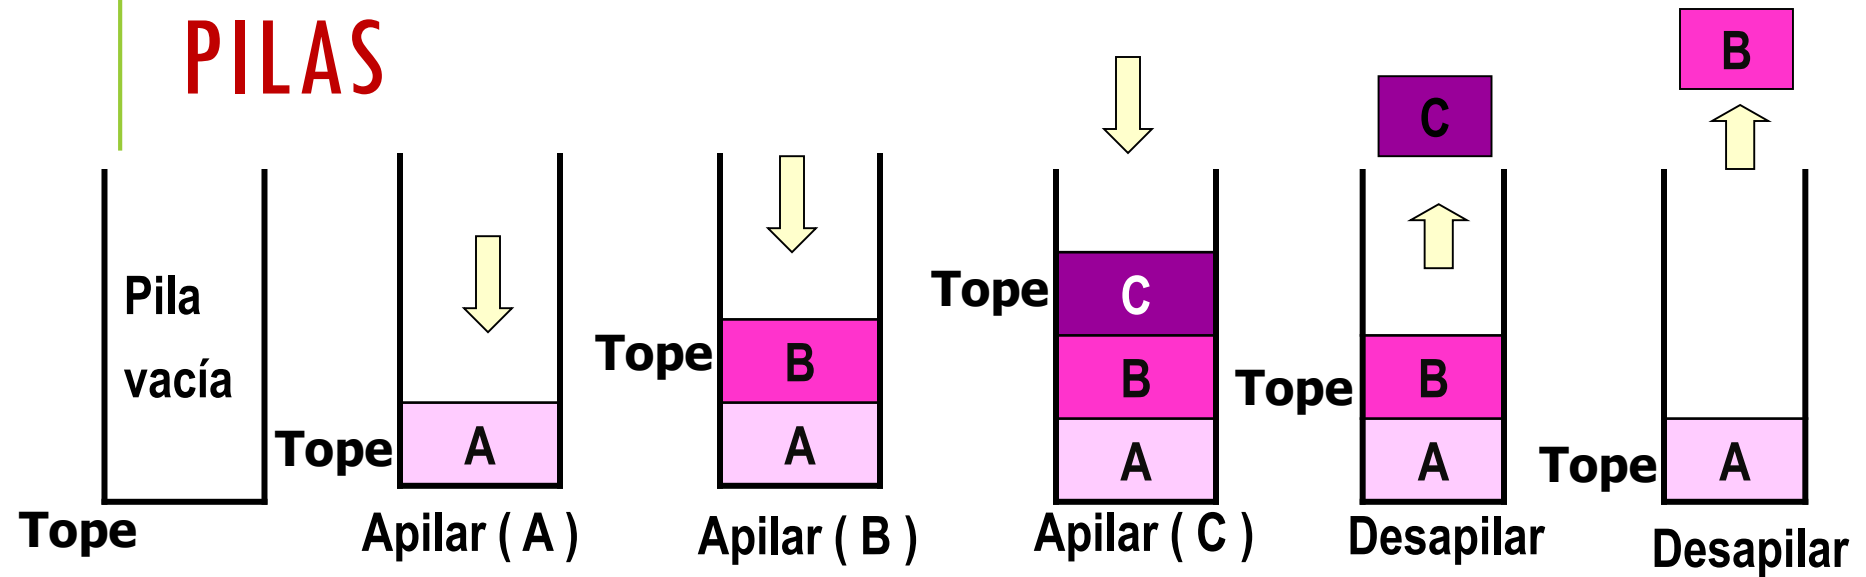 PILAS
Pila
vacía
Tope
Tope
A
Apilar ( A )
Tope
B
A
Apilar ( B )
Tope
C
B
A
Apilar ( C )
C
Tope
B
A
Desapilar
B
Tope
A
Desapilar